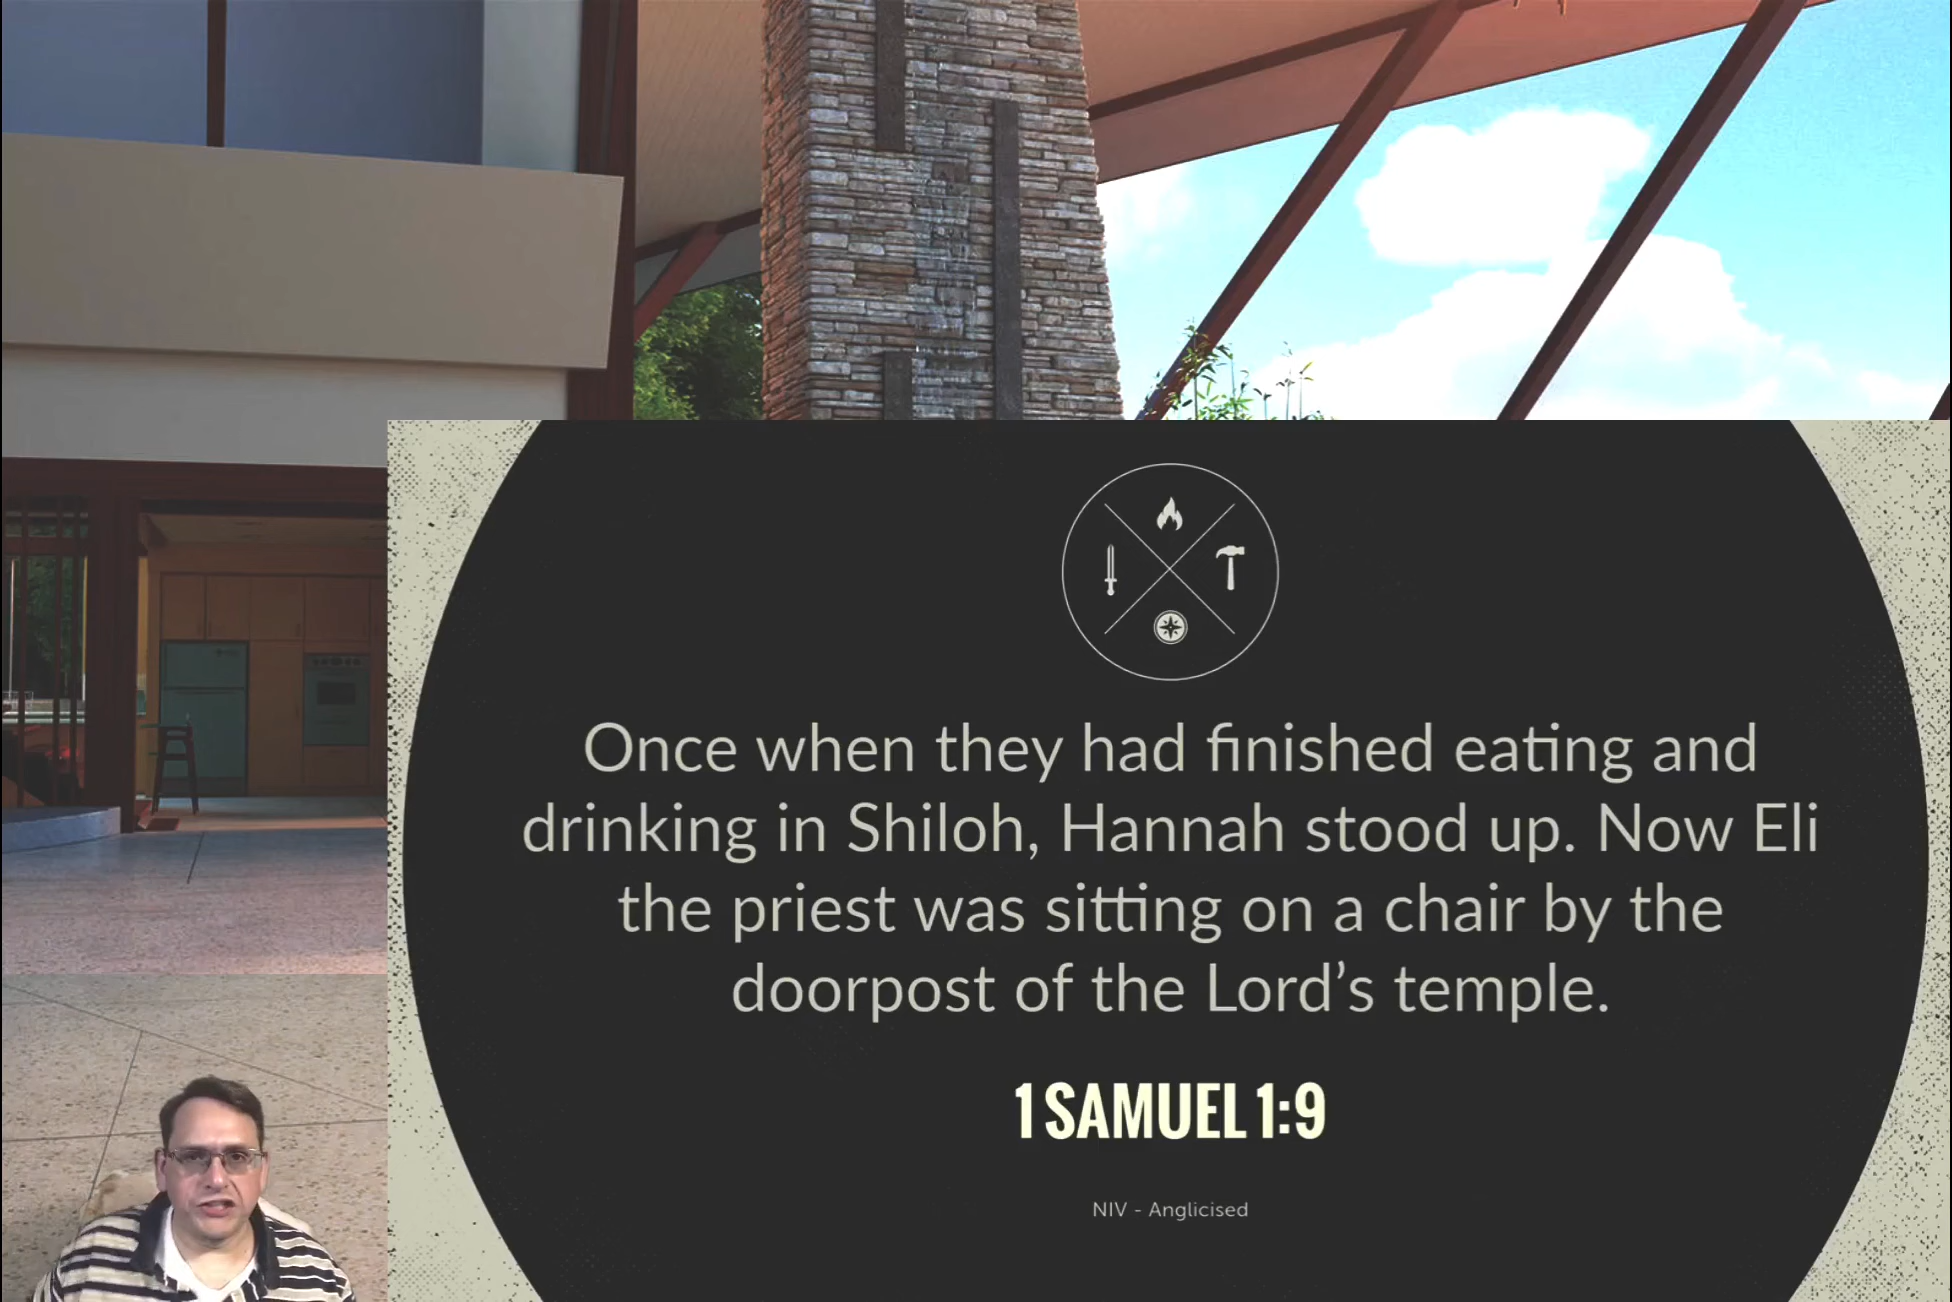 Once when they had finished eating and
drinking in Shiloh, Hannah stood up. Now Eli
the priest was sitting on a chair by the
doorpost of the Lord’s temple.
1 SAMUEL 1:9
NIV - Anglicised